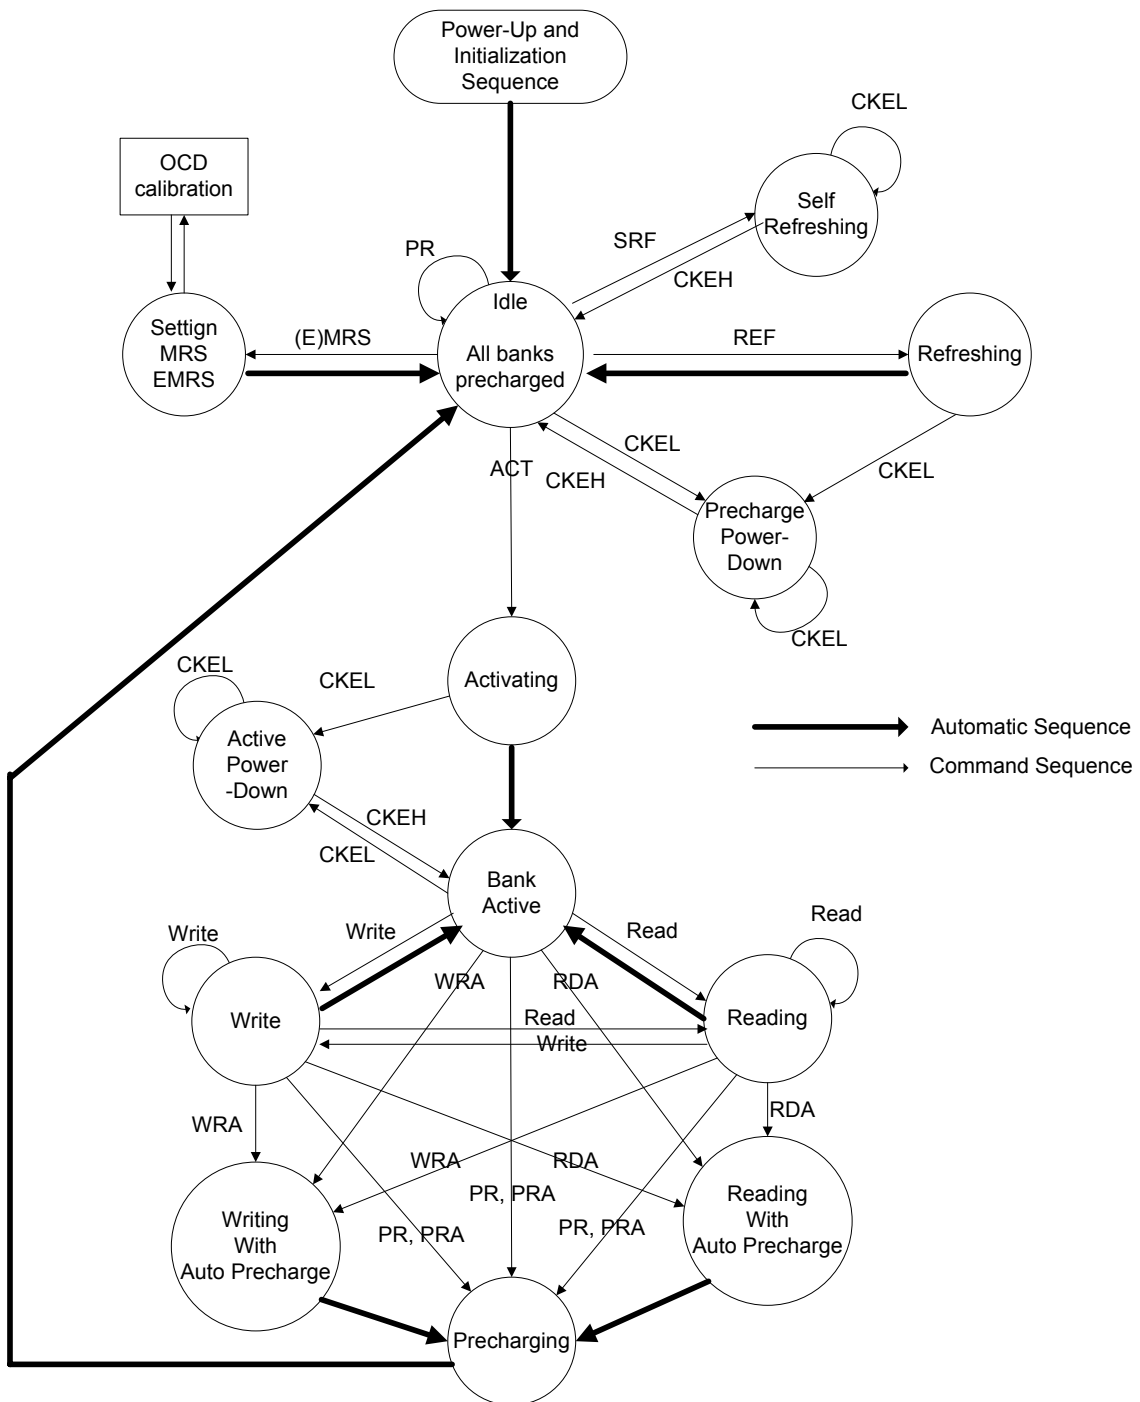 Power-Up and
Initialization
Sequence
CKEL
OCD
calibration
Self
Refreshing
SRF
CKEH
PR
Idle
All banks
precharged
Settign
MRS
EMRS
(E)MRS
REF
Refreshing
CKEL
CKEH
ACT
CKEL
Precharge
Power-
Down
CKEL
Activating
CKEL
CKEL
Active
Power
-Down
Automatic Sequence
Command Sequence
CKEH
CKEL
Bank
Active
Write
Write
Read
Read
WRA
RDA
Write
Read
Write
Reading
WRA
RDA
WRA
RDA
PR, PRA
PR, PRA
PR, PRA
Writing
With
Auto Precharge
Reading
With
Auto Precharge
Precharging